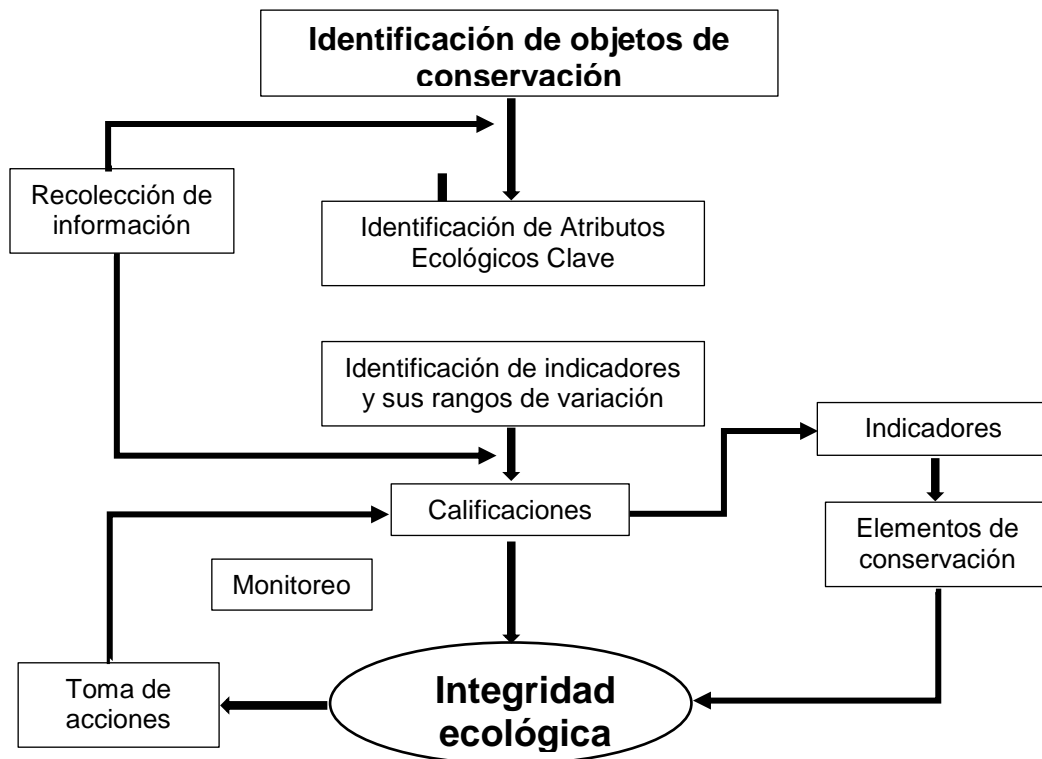 Identificación de objetos de
conservación
Recolección de
información
Identificación de Atributos
Ecológicos Clave
Identificación de indicadores
y sus rangos de variación
Indicadores
Calificaciones
Elementos de
conservación
Monitoreo
Toma de
acciones
Integridad
ecológica